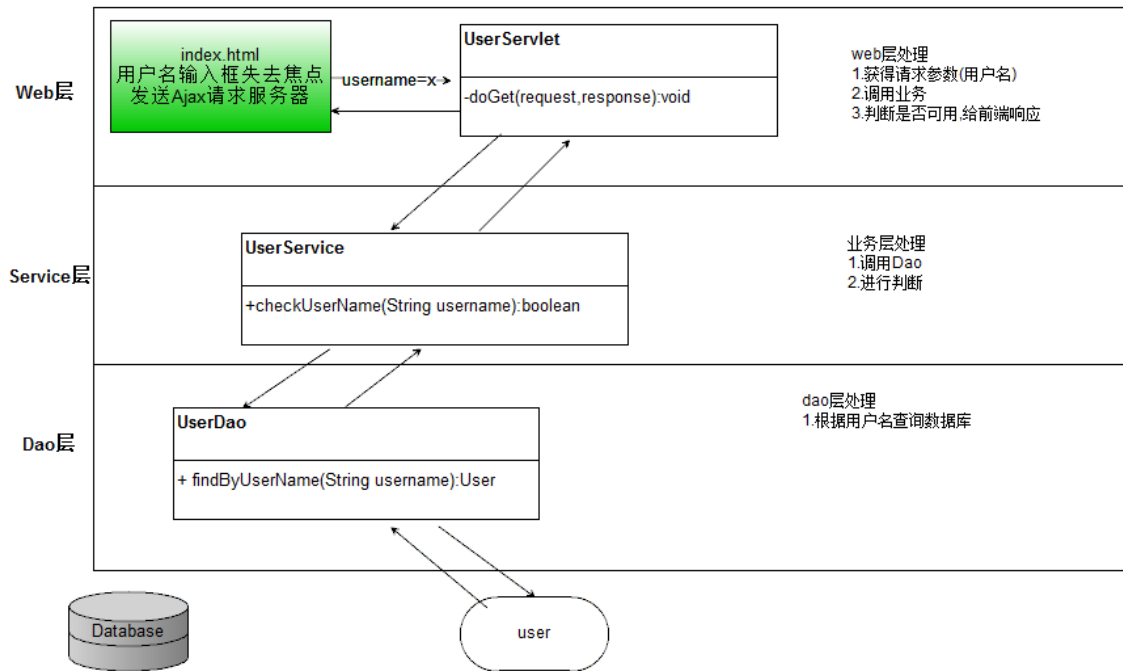 Web层
index.html
用户名输入框失去焦点
发送Ajax请求服务器
username=x
UserServlet
-doGet(request,response):void
web层处理
1.获得请求参数(用户名)
2.调用业务
3.判断是否可用,给前端响应
Service层
UserService
+checkUserName(String username):boolean
业务层处理
1.调用Dao
2.进行判断
Dao层
UserDao
+ findByUserName(String username):User
dao层处理
1.根据用户名查询数据库
Database
user